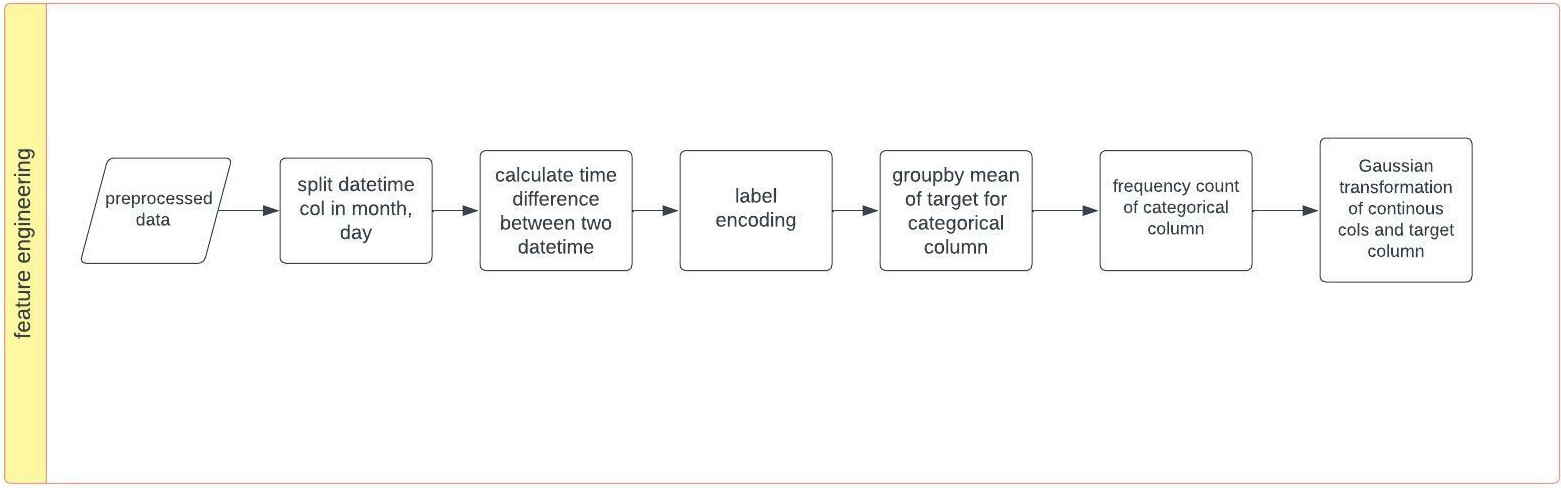 feature engineering
preprocessed
data
split datetime
col in month,
day
calculate time
difference
between two
datetime
label
encoding
groupby mean
of target for
categorical
column
frequency count
of categorical
column
Gaussian
transformation
of continous
cols and target
column